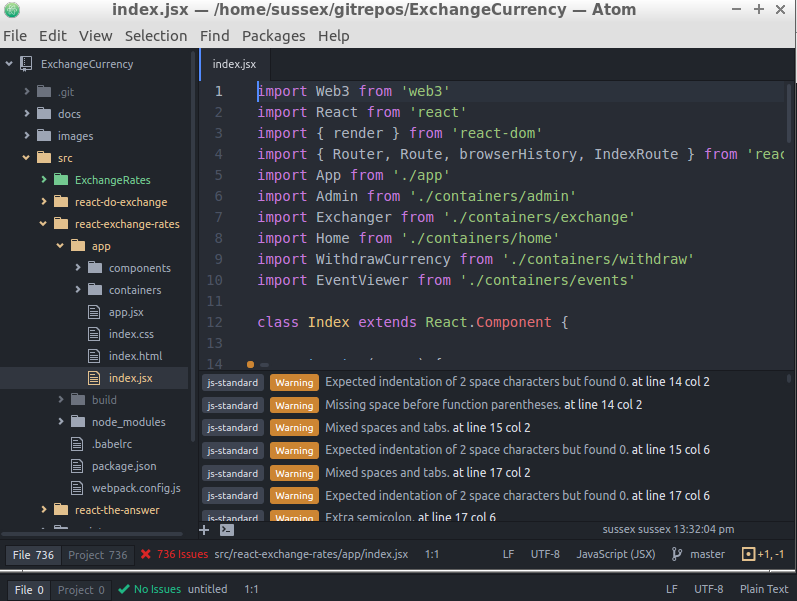 index.jsx — /home/sussex/gitrepos/ExchangeCurrency — Atom
File Edit View Selection Find Packages Help
ExchangeCurrency
.git
docs
images
src
ExchangeRates
react-do-exchange
react-exchange-rates
app
components
containers
app.jsx
index.css
index.html
index.jsx
build
node_modules
.babelrc
package.json
webpack.config.js
react-the-answer
index.jsx
1 import Web3 from 'web3'
2 import React from 'react'
3 import { render } from 'react-dom'
4 import { Router, Route, browserHistory, IndexRoute } from 'reac
5 import App from './app'
6 import Admin from './containers/admin'
7 import Exchanger from './containers/exchange'
8 import Home from './containers/home'
9 import WithdrawCurrency from './containers/withdraw'
10 import EventViewer from './containers/events'
11
12 class Index extends React.Component {
13
14
js-standard Warning Expected indentation of 2 space characters but found 0. at line 14 col 2
js-standard Warning Missing space before function parentheses. at line 14 col 2
js-standard Warning Mixed spaces and tabs. at line 15 col 2
js-standard Warning Expected indentation of 2 space characters but found 0. at line 15 col 6
js-standard Warning Mixed spaces and tabs. at line 17 col 2
js-standard Warning Expected indentation of 2 space characters but found 0. at line 17 col 6
js-standard Warning Extra semicolon. at line 17 col 6
sussex sussex 13:32:04 pm
File 736 Project 736 736 Issues src/react-exchange-rates/app/index.jsx 1:1 LF UTF-8 JavaScript (JSX) master +1, -1
File 0 Project 0 No Issues untitled 1:1 LF UTF-8 Plain Text